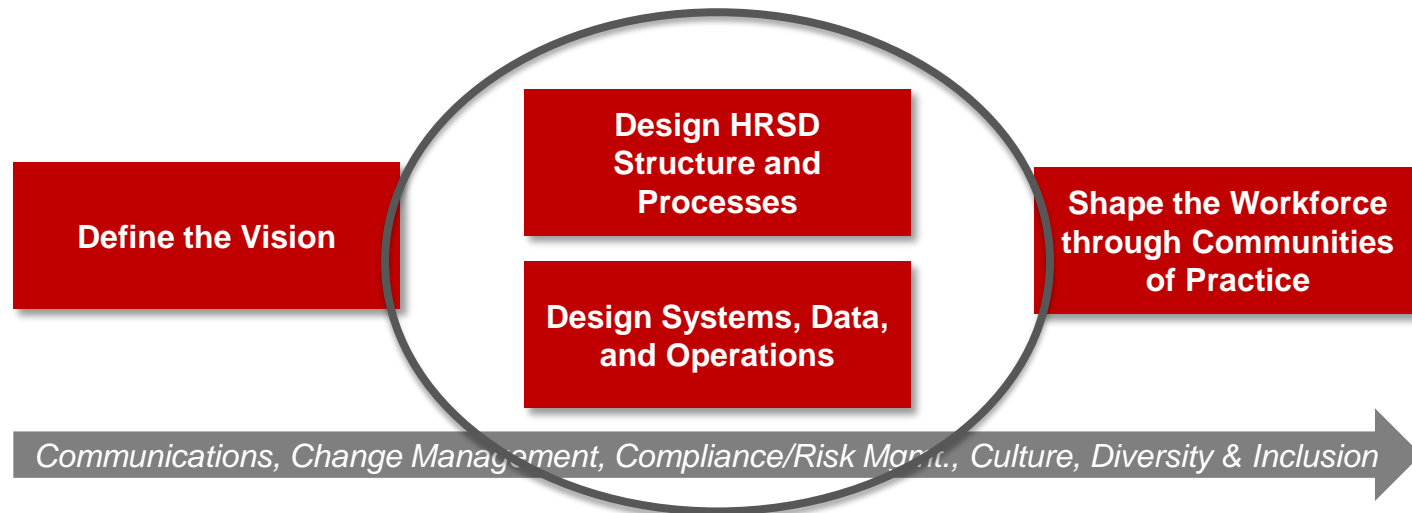 Define the Vision
Design HRSD
Structure and
Processes
Design Systems, Data,
and Operations
Shape the Workforce
through Communities
of Practice
Communications, Change Management, Compliance/Risk Mgmt., Culture, Diversity & Inclusion